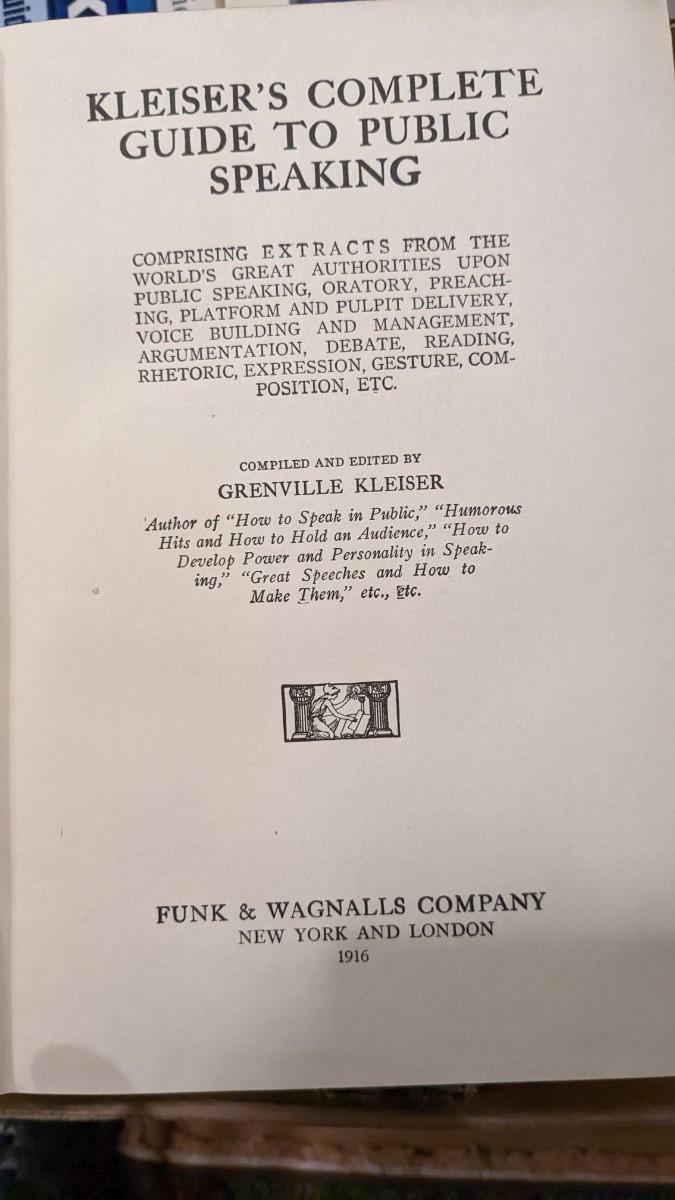 KLEISER'S COMPLETE
GUIDE TO PUBLIC
SPEAKING
COMPRISING EXTRACTS FROM THE
WORLD'S GREAT AUTHORITIES UPON
PUBLIC SPEAKING, ORATORY, PREACH-
ING, PLATFORM AND PULPIT DELIVERY,
VOICE BUILDING AND MANAGEMENT,
ARGUMENTATION, DEBATE, READING,
RHETORIC, EXPRESSION, GESTURE, COM-
POSITION, ETC.
COMPILED AND EDITED BY
GRENVILLE KLEISER
Author of "How to Speak in Public," "Humorous
Hits and How to Hold an Audience," "How to
Develop Power and Personality in Speak-
ing," "Great Speeches and How to
Make Them," etc., etc.
FUNK & WAGNALLS COMPANY
NEW YORK AND LONDON
1916